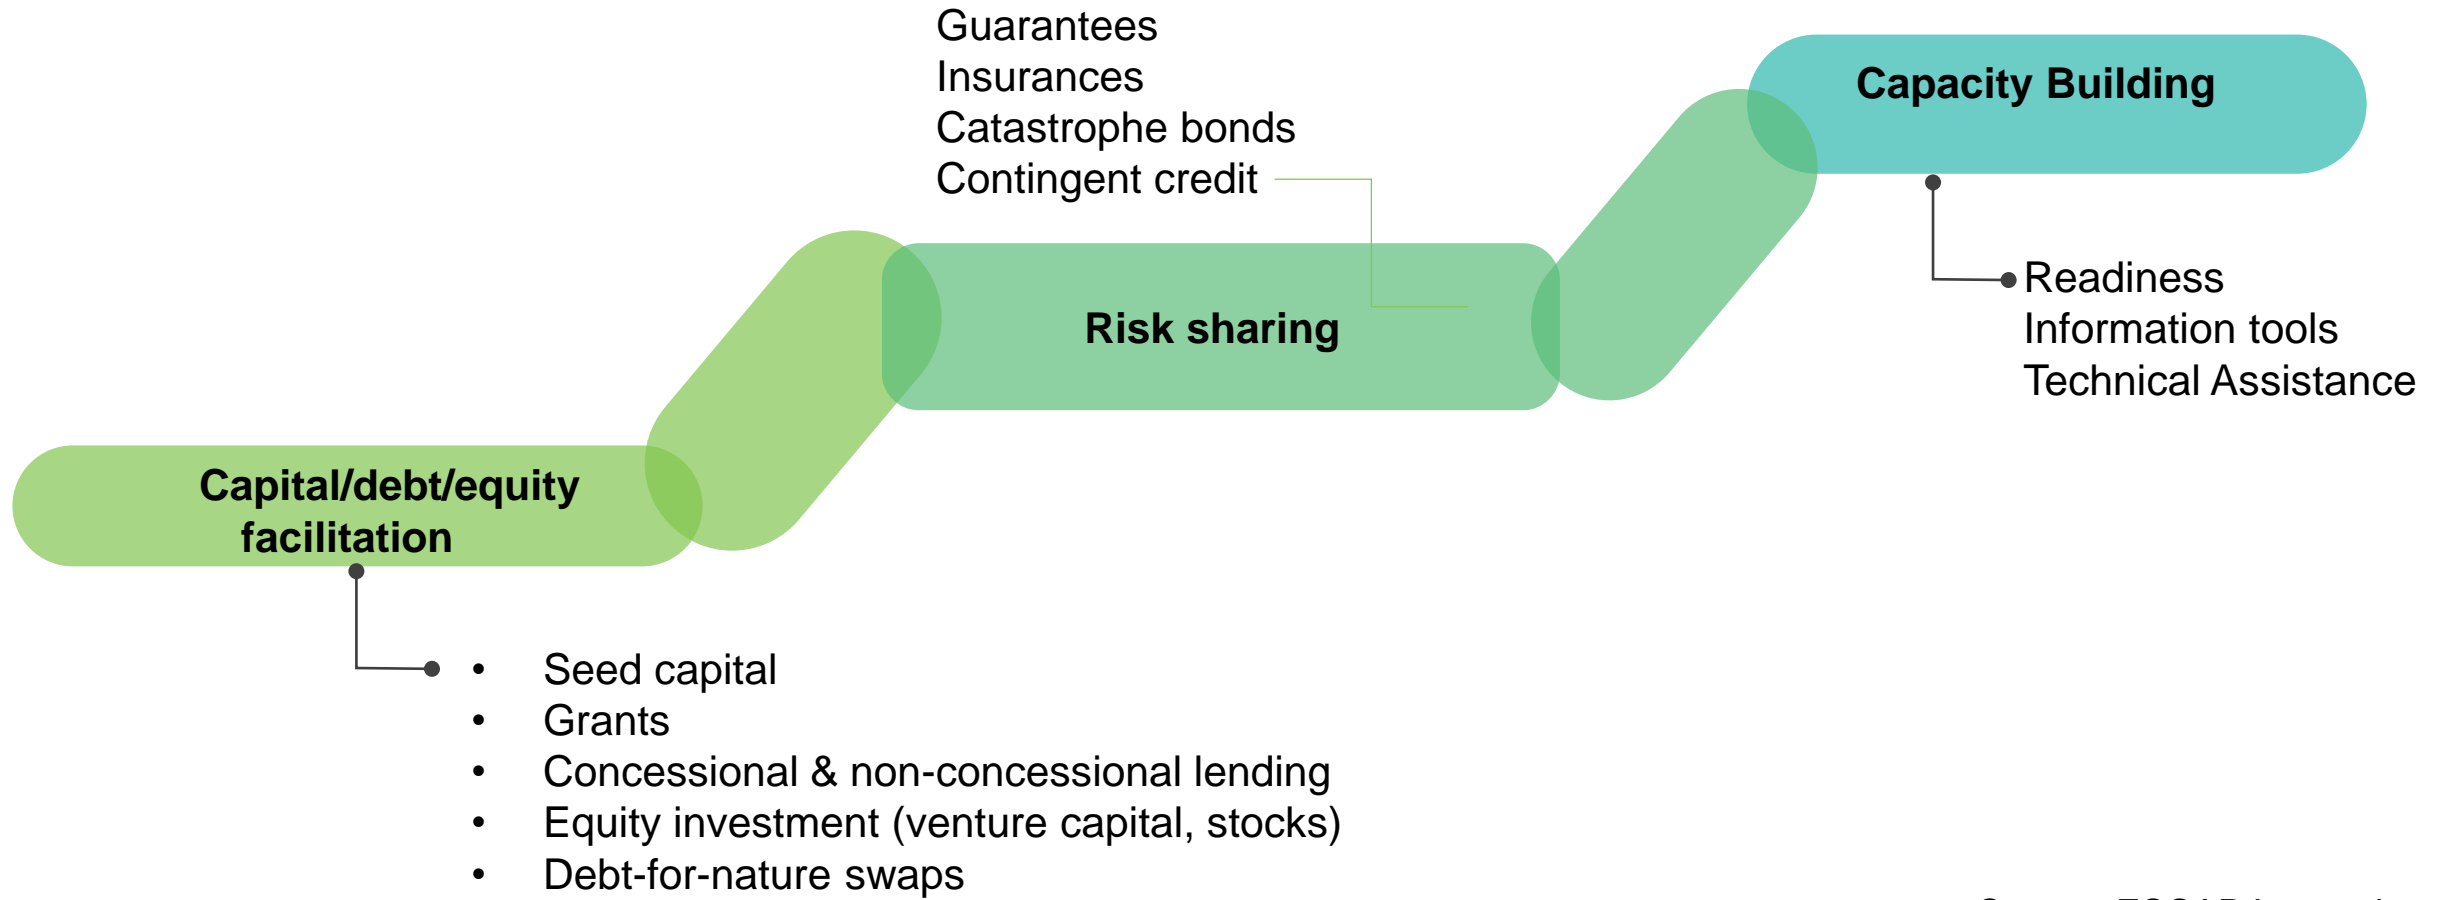 Guarantees
Insurances
Catastrophe bonds
Contingent credit
Capacity Building
Readiness
Information tools
Technical Assistance
Risk sharing
Capital/debt/equity
facilitation
• Seed capital
• Grants
• Concessional & non-concessional lending
• Equity investment (venture capital, stocks)
• Debt-for-nature swaps